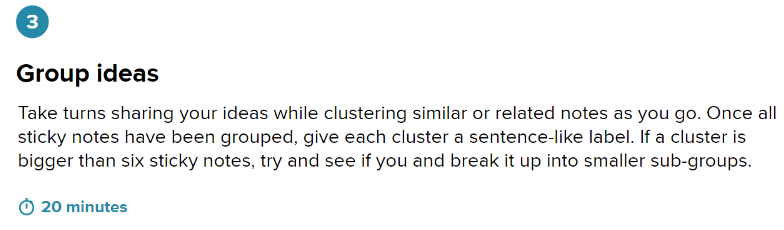 3
Group ideas
Take turns sharing your ideas while clustering similar or related notes as you go. Once all
sticky notes have been grouped, give each cluster a sentence-like label. If a cluster is
bigger than six sticky notes, try and see if you and break it up into smaller sub-groups.
20 minutes